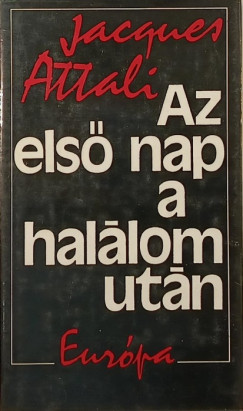 Jacques
Attali
Az
első nap
a
halálom
után
Európa